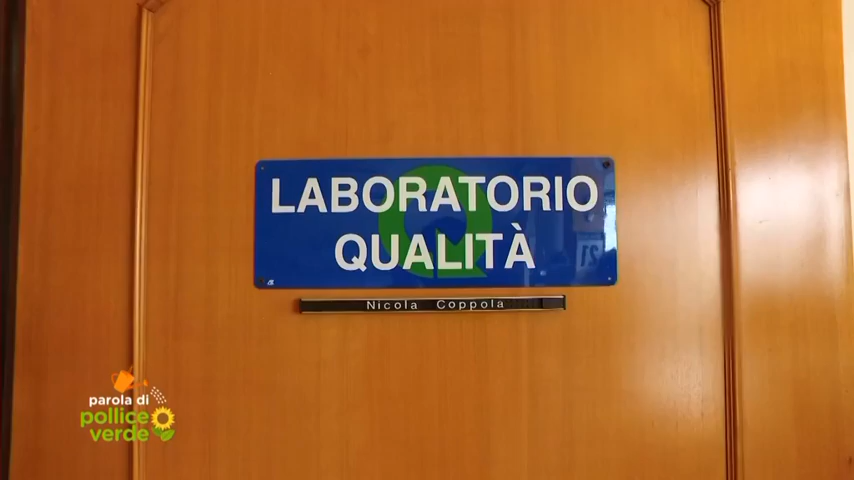 LABORATORIO
QUALITÀ
Nicola Coppola
parola di
pollice
verde